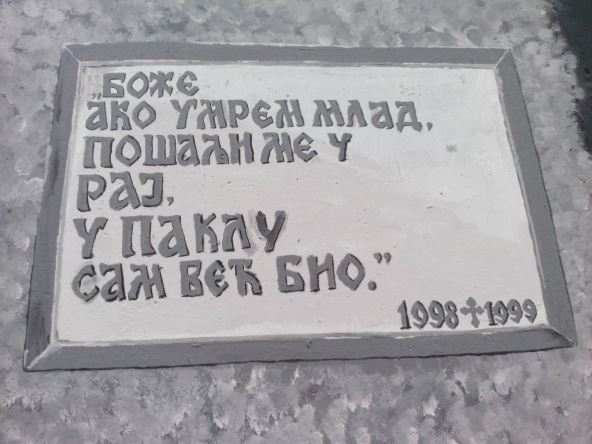 „БОЖЕ
АКО УМРЕМ МЛАД,
ПОШАЉИ МЕ У
РАЈ,
У ПАКЛУ
САМ ВЕЋ БИО.”
1998✝1999